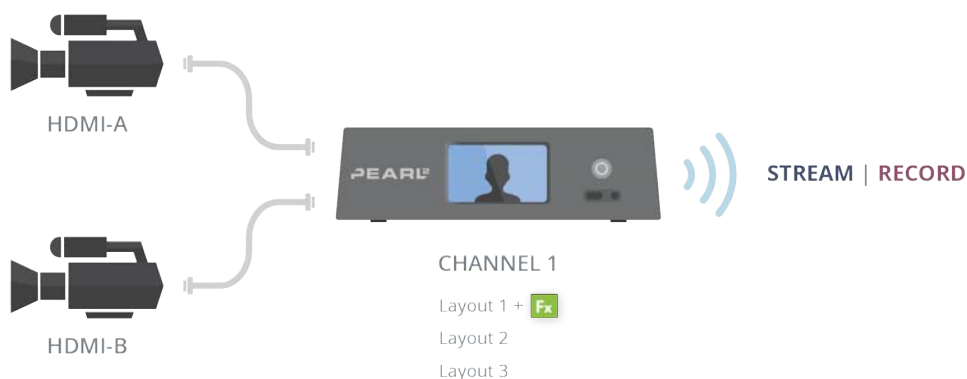 HDMI-A
PEARL2
STREAM | RECORD
CHANNEL 1
Layout 1 + Fx
HDMI-B
Layout 2
Layout 3